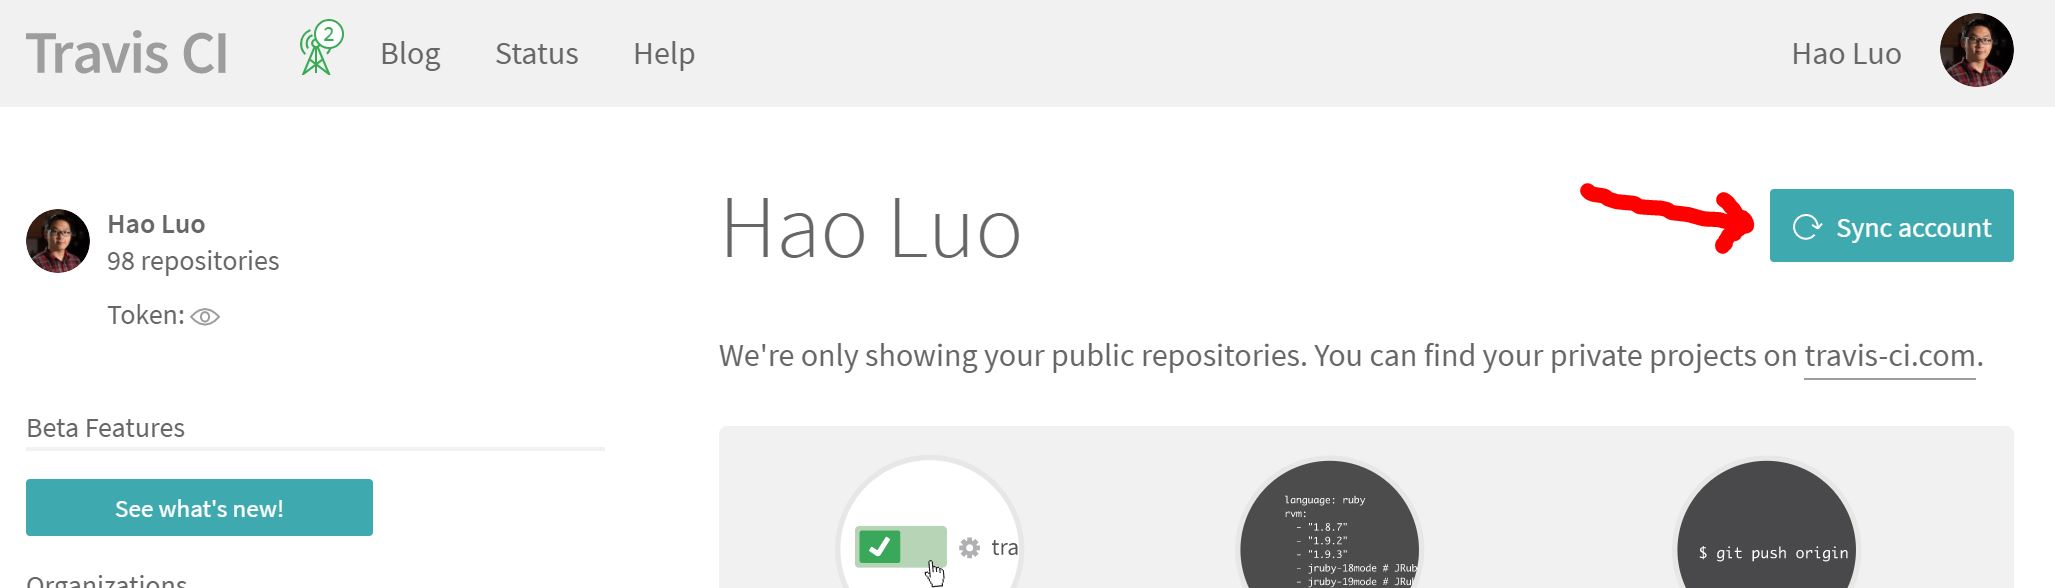 Travis CI
2
Blog
Status
Help
Hao Luo
Hao Luo
98 repositories
Token:
Beta Features
See what's new!
Organizations
Hao Luo
Sync account
We're only showing your public repositories. You can find your private projects on travis-ci.com.
tra
language: ruby
rvm:
- "1.8.7"
- "1.9.2"
- "1.9.3"
- jruby-18mode # JRub
- jruby-19mode # JRu
$ git push origin